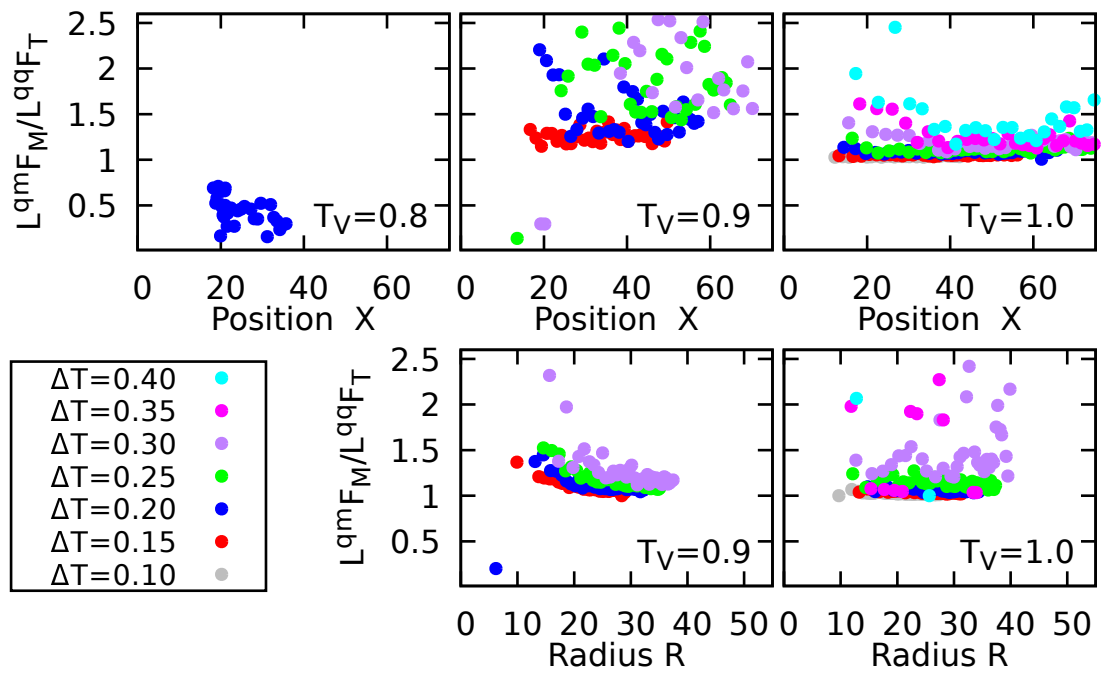 2.5
2
1.5
1
0.5
L^qm F_M/L^qq F_T
T_V=0.8
T_V=0.9
T_V=1.0
0 20 40 60
0 20 40 60
0 20 40 60
Position X
Position X
Position X
ΔT=0.40
ΔT=0.35
ΔT=0.30
ΔT=0.25
ΔT=0.20
ΔT=0.15
ΔT=0.10
2.5
2
1.5
1
0.5
L^qm F_M/L^qq F_T
T_V=0.9
T_V=1.0
0 10 20 30 40 50
0 10 20 30 40 50
Radius R
Radius R